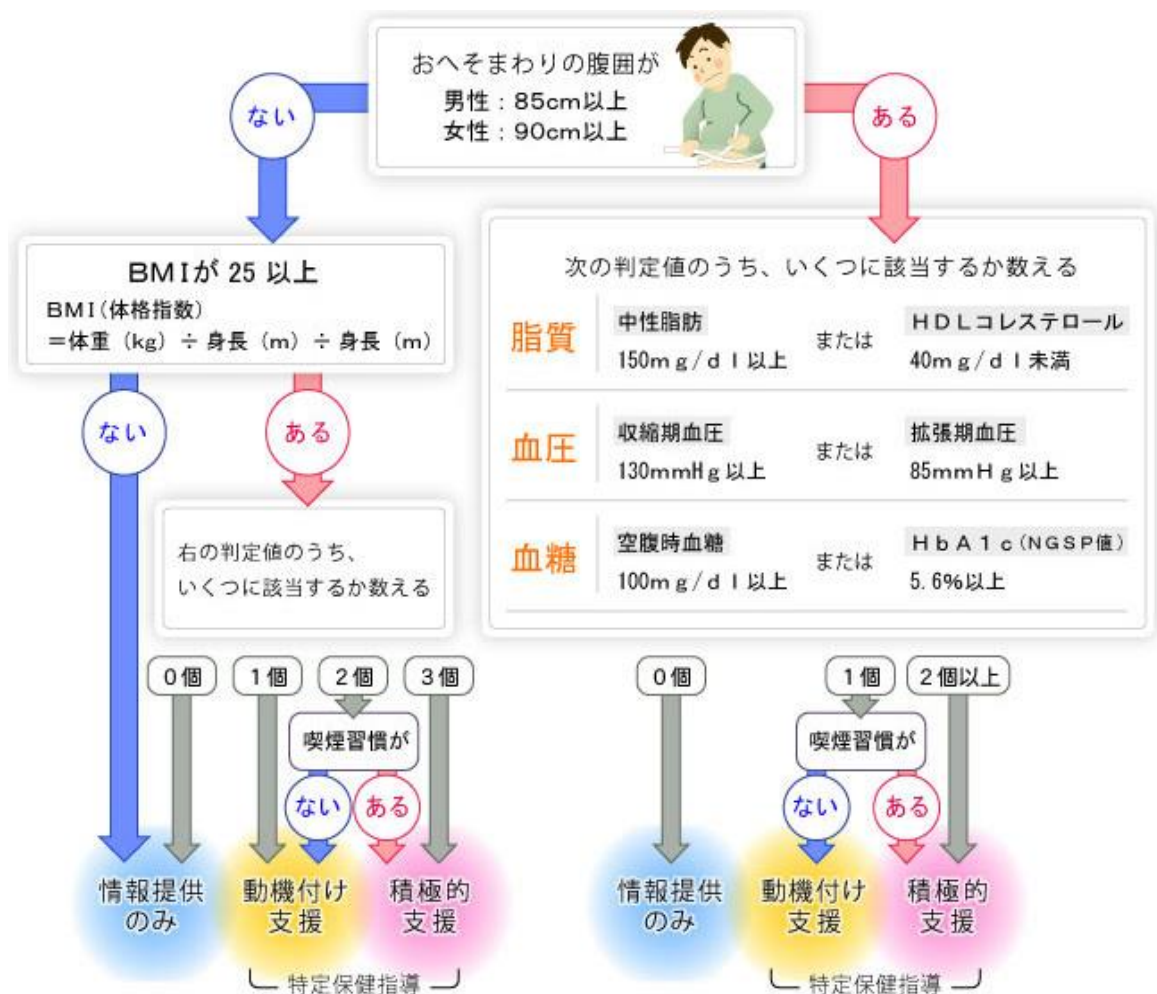 おへそまわりの腹囲が
男性：85cm以上
女性：90cm以上
ない
ある
BMIが 25 以上
BMI（体格指数）
＝体重（kg）÷ 身長（m）÷ 身長（m）
ない
ある
右の判定値のうち、
いくつに該当するか数える
次の判定値のうち、いくつに該当するか数える
脂質
中性脂肪
150mg/dl以上
または
HDLコレステロール
40mg/dl未満
血圧
収縮期血圧
130mmHg以上
または
拡張期血圧
85mmHg以上
血糖
空腹時血糖
100mg/dl以上
または
HbA1c（NGSP値）
5.6%以上
0個
1個
2個
3個
喫煙習慣が
ない
ある
情報提供
のみ
動機付け
支援
積極的
支援
特定保健指導
0個
1個
2個以上
喫煙習慣が
ない
ある
情報提供
のみ
動機付け
支援
積極的
支援
特定保健指導